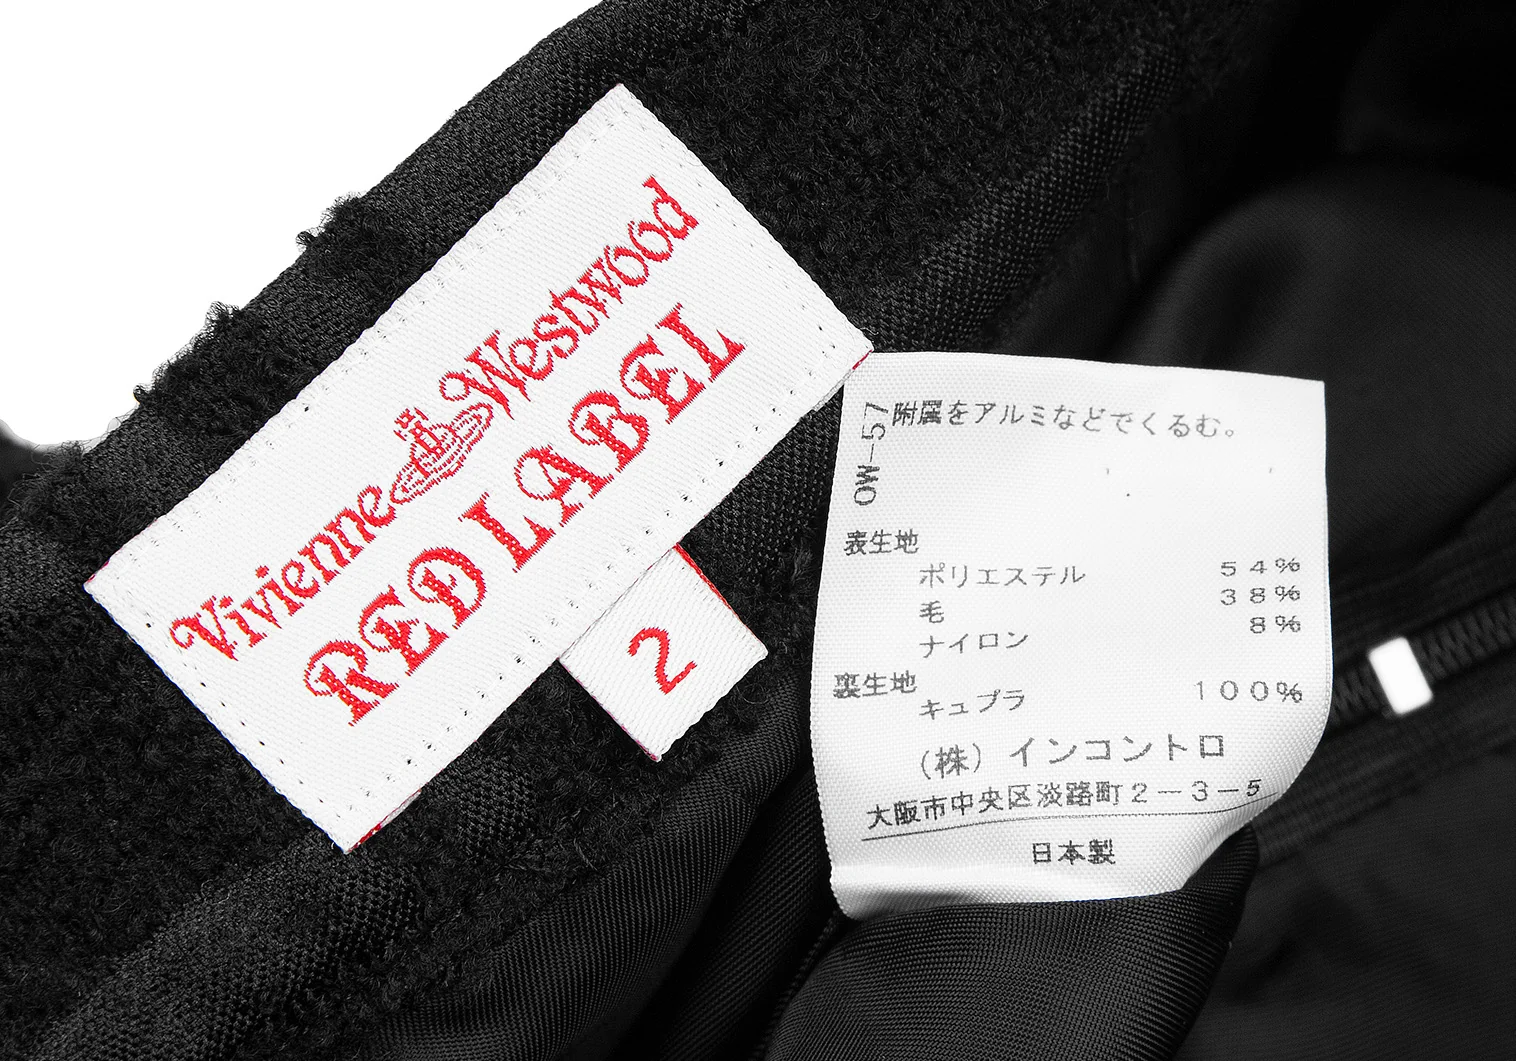 Vivienne Westwood
RED LABEL
2
OW-57
附属をアルミなどでくるむ。
表生地
ポリエステル 54%
毛 38%
ナイロン 8%
裏生地
キュプラ 100%
(株)インコントロ
大阪市中央区淡路町2-3-5
日本製